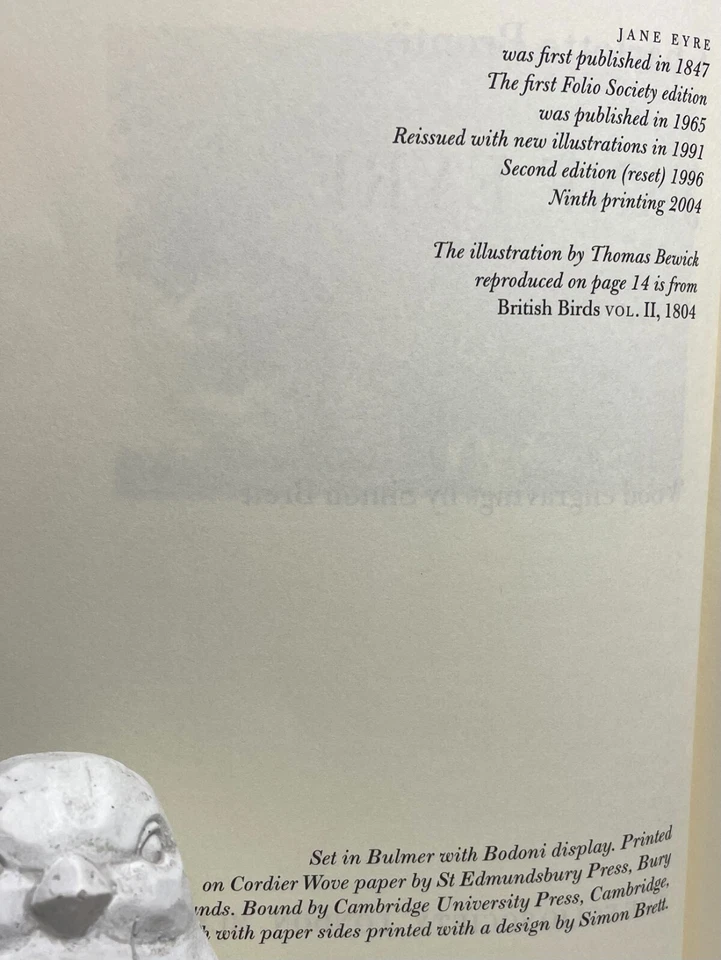 JANE EYRE
was first published in 1847
The first Folio Society edition
was published in 1965
Reissued with new illustrations in 1991
Second edition (reset) 1996
Ninth printing 2004
The illustration by Thomas Bewick
reproduced on page 14 is from
British Birds VOL. II, 1804
Set in Bulmer with Bodoni display. Printed
on Cordier Wove paper by St Edmundsbury Press, Bury
Bound by Cambridge University Press, Cambridge,
with paper sides printed with a design by Simon Brett.